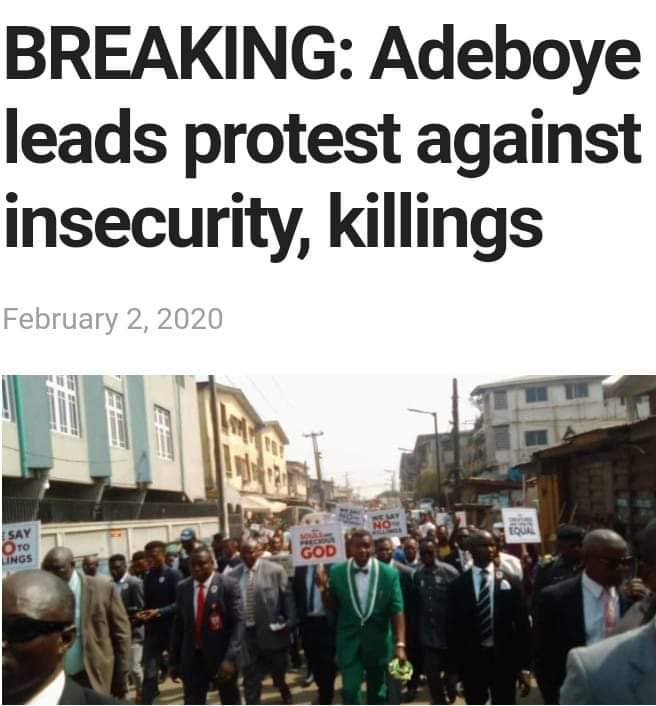 BREAKING: Adeboye
leads protest against
insecurity, killings
February 2, 2020
E SAY
O TO
LINGS
SOULS ARE
PRECIOUS
GOD
WE SAY
NO TO
KILLINGS
EQUAL